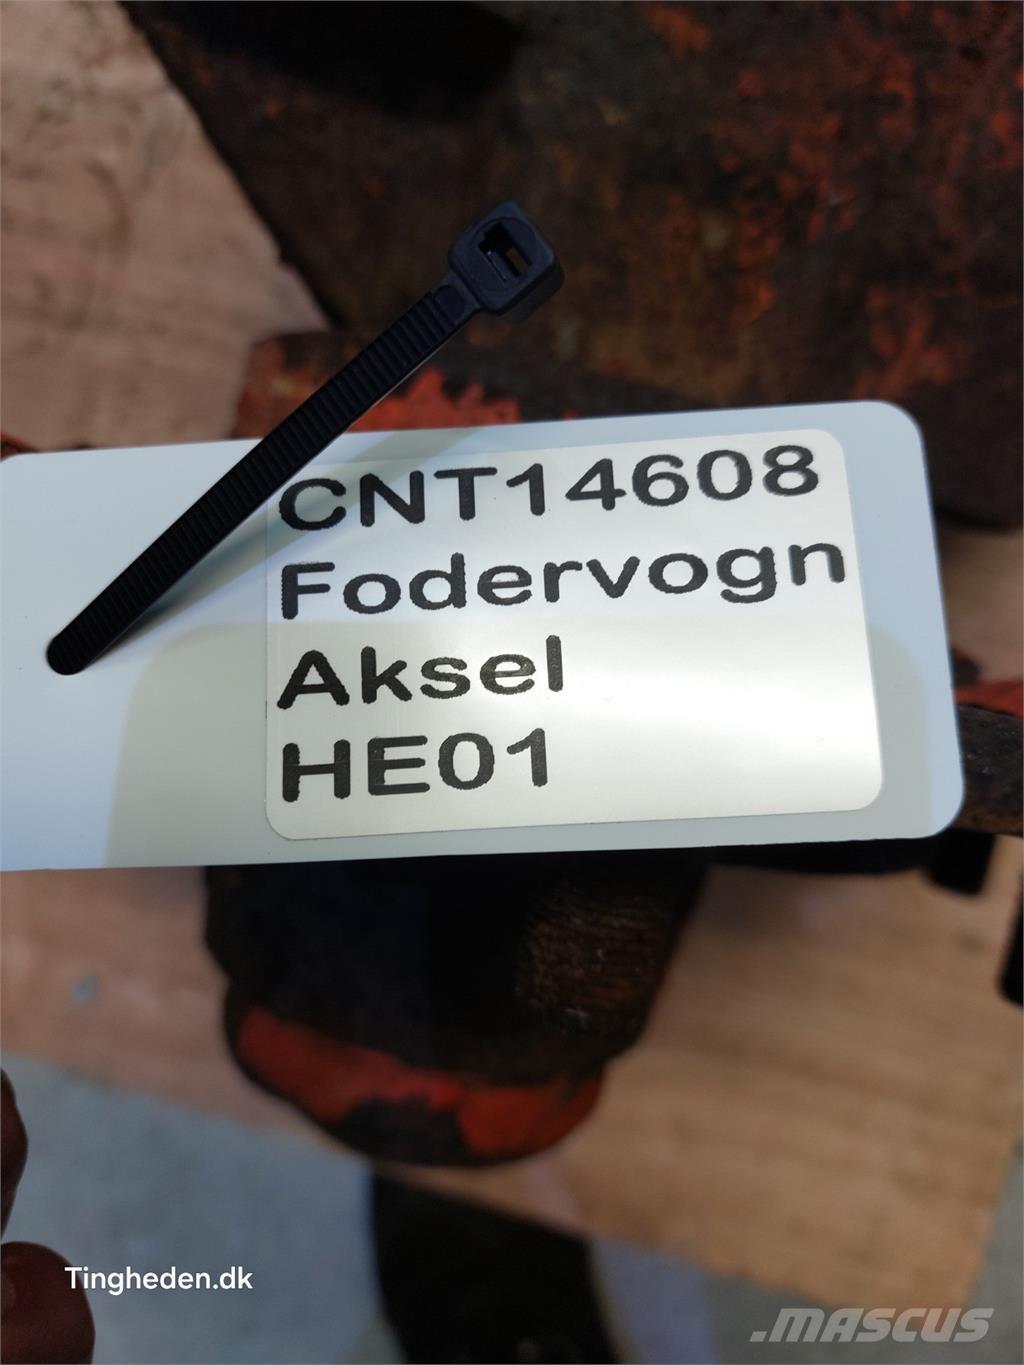 CNT14608
Fodervogn
Aksel
HE01
Tingheden.dk
.MASCUS